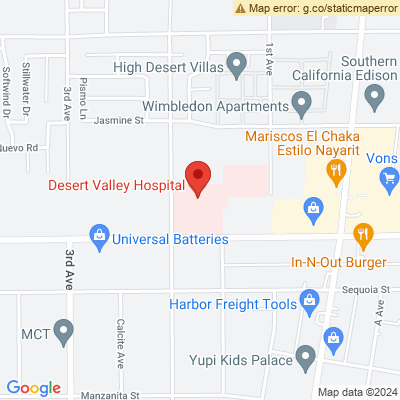 Map error: g.co/staticmaperror
Softwind Dr
Stillwater Dr
3rd Ave
Pismo Ln
High Desert Villas
1st Ave
Southern
California Edison
Wimbledon Apartments
Jasmine St
Nuevo Rd
Mariscos El Chaka
Estilo Nayarit
Vons
Desert Valley Hospital
Universal Batteries
3rd Ave
In-N-Out Burger
Sequoia St
Harbor Freight Tools
A Ave
MCT
Calcite Ave
Yupi Kids Palace
Google
Manzanita St
Map data ©2024